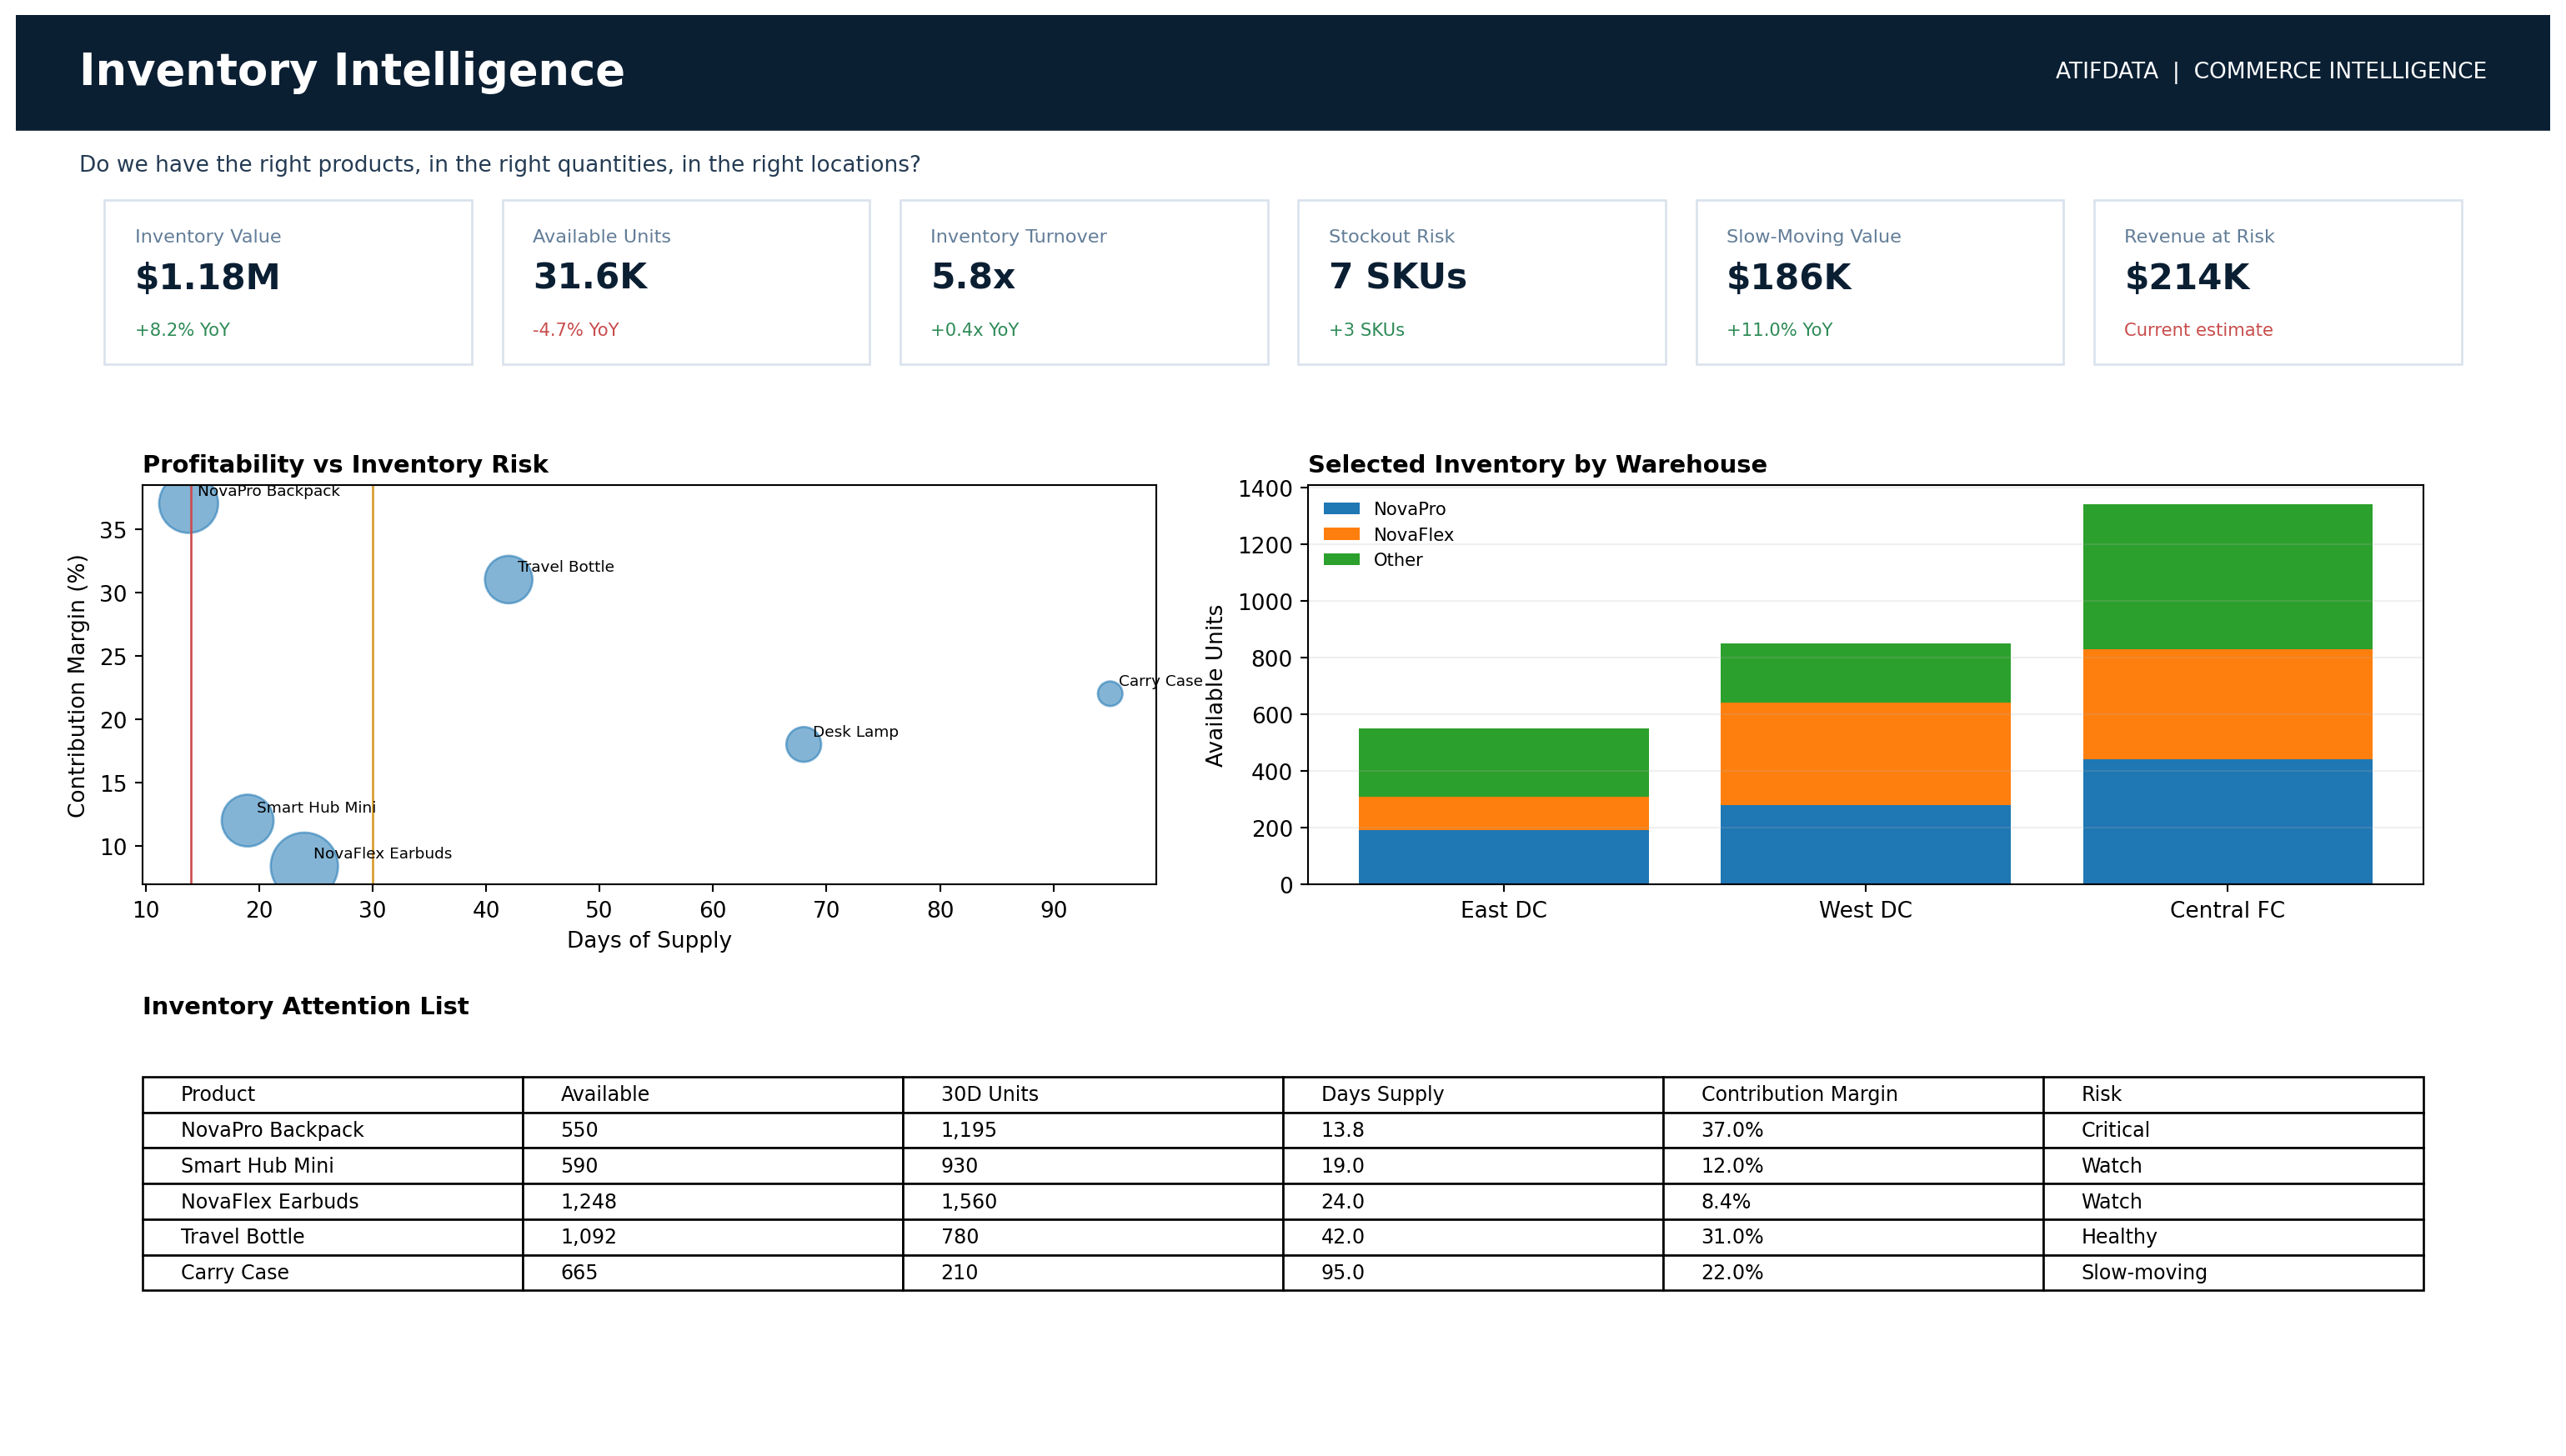 Inventory Intelligence
ATIFDATA | COMMERCE INTELLIGENCE
Do we have the right products, in the right quantities, in the right locations?
Inventory Value
$1.18M
+8.2% YoY
Available Units
31.6K
-4.7% YoY
Inventory Turnover
5.8x
+0.4x YoY
Stockout Risk
7 SKUs
+3 SKUs
Slow-Moving Value
$186K
+11.0% YoY
Revenue at Risk
$214K
Current estimate
Profitability vs Inventory Risk
Contribution Margin (%)
35
30
25
20
15
10
NovaPro Backpack
Travel Bottle
Carry Case
Desk Lamp
Smart Hub Mini
NovaFlex Earbuds
10 20 30 40 50 60 70 80 90
Days of Supply
Selected Inventory by Warehouse
Available Units
1400
1200
1000
800
600
400
200
0
NovaPro
NovaFlex
Other
East DC West DC Central FC
Inventory Attention List
Product Available 30D Units Days Supply Contribution Margin Risk
NovaPro Backpack 550 1,195 13.8 37.0% Critical
Smart Hub Mini 590 930 19.0 12.0% Watch
NovaFlex Earbuds 1,248 1,560 24.0 8.4% Watch
Travel Bottle 1,092 780 42.0 31.0% Healthy
Carry Case 665 210 95.0 22.0% Slow-moving